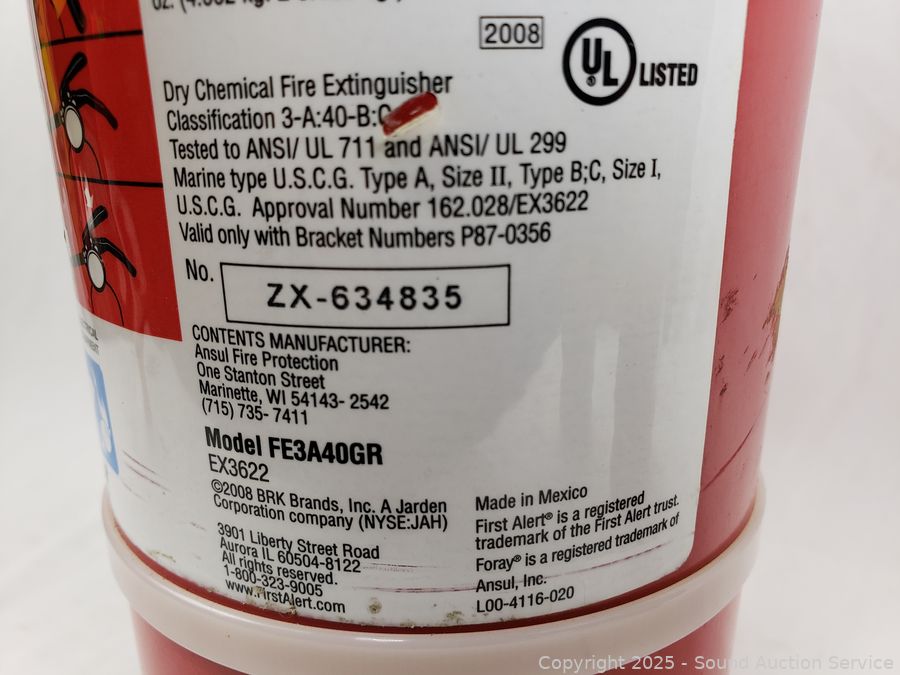 2008
UL LISTED
Dry Chemical Fire Extinguisher
Classification 3-A:40-B:C
Tested to ANSI/ UL 711 and ANSI/ UL 299
Marine type U.S.C.G. Type A, Size II, Type B;C, Size I,
U.S.C.G. Approval Number 162.028/EX3622
Valid only with Bracket Numbers P87-0356
No. ZX-634835
CONTENTS MANUFACTURER:
Ansul Fire Protection
One Stanton Street
Marinette, WI 54143- 2542
(715) 735- 7411
Model FE3A40GR
EX3622
©2008 BRK Brands, Inc. A Jarden
Corporation company (NYSE:JAH)
3901 Liberty Street Road
Aurora IL 60504-8122
All rights reserved.
1-800-323-9005
www.FirstAlert.com
Made in Mexico
First Alert® is a registered
trademark of the First Alert trust.
Foray® is a registered trademark of
Ansul, Inc.
L00-4116-020
Copyright 2025 - Sound Auction Service